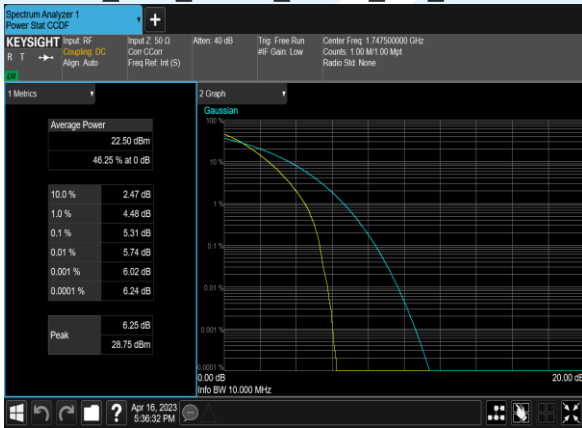 Spectrum Analyzer 1
Power Stat CCDF
KEYSIGHT
R T
Input: RF
Coupling: DC
Align: Auto
Input Z: 50 Ω
Corr CCorr
Freq Ref: Int (S)
Atten: 40 dB
Trig: Free Run
#IF Gain: Low
Center Freq: 1.747500000 GHz
Counts: 1.00 M/1.00 Mpt
Radio Std: None
1 Metrics
Average Power
22.50 dBm
46.25 % at 0 dB
10.0 % 2.47 dB
1.0 % 4.48 dB
0.1 % 5.31 dB
0.01 % 5.74 dB
0.001 % 6.02 dB
0.0001 % 6.24 dB
Peak
6.25 dB
28.75 dBm
2 Graph
Gaussian
100 %
10 %
1 %
0.1 %
0.01 %
0.001 %
0.0001 %
0.00 dB
20.00 dB
Info BW 10.000 MHz
?
Apr 16, 2023
5:36:32 PM